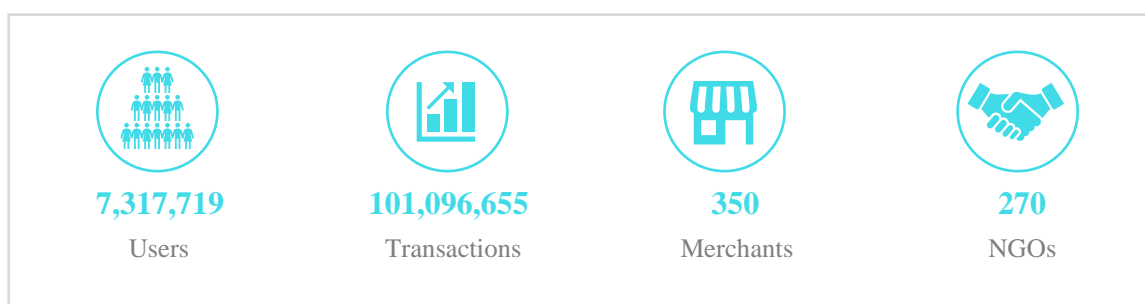 7,317,719 101,096,655 350 270
Users Transactions Merchants NGOs